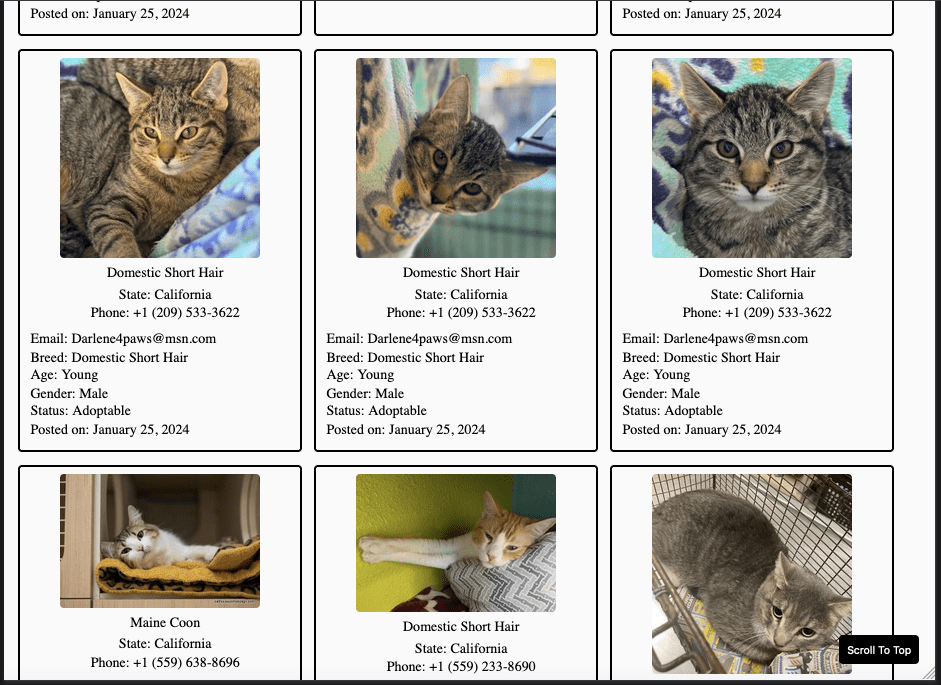 Posted on: January 25, 2024
Posted on: January 25, 2024
Domestic Short Hair
State: California
Phone: +1 (209) 533-3622
Email: Darlene4paws@msn.com
Breed: Domestic Short Hair
Age: Young
Gender: Male
Status: Adoptable
Posted on: January 25, 2024
Domestic Short Hair
State: California
Phone: +1 (209) 533-3622
Email: Darlene4paws@msn.com
Breed: Domestic Short Hair
Age: Young
Gender: Male
Status: Adoptable
Posted on: January 25, 2024
Domestic Short Hair
State: California
Phone: +1 (209) 533-3622
Email: Darlene4paws@msn.com
Breed: Domestic Short Hair
Age: Young
Gender: Male
Status: Adoptable
Posted on: January 25, 2024
Maine Coon
State: California
Phone: +1 (559) 638-8696
Domestic Short Hair
State: California
Phone: +1 (559) 233-8690
Scroll To Top